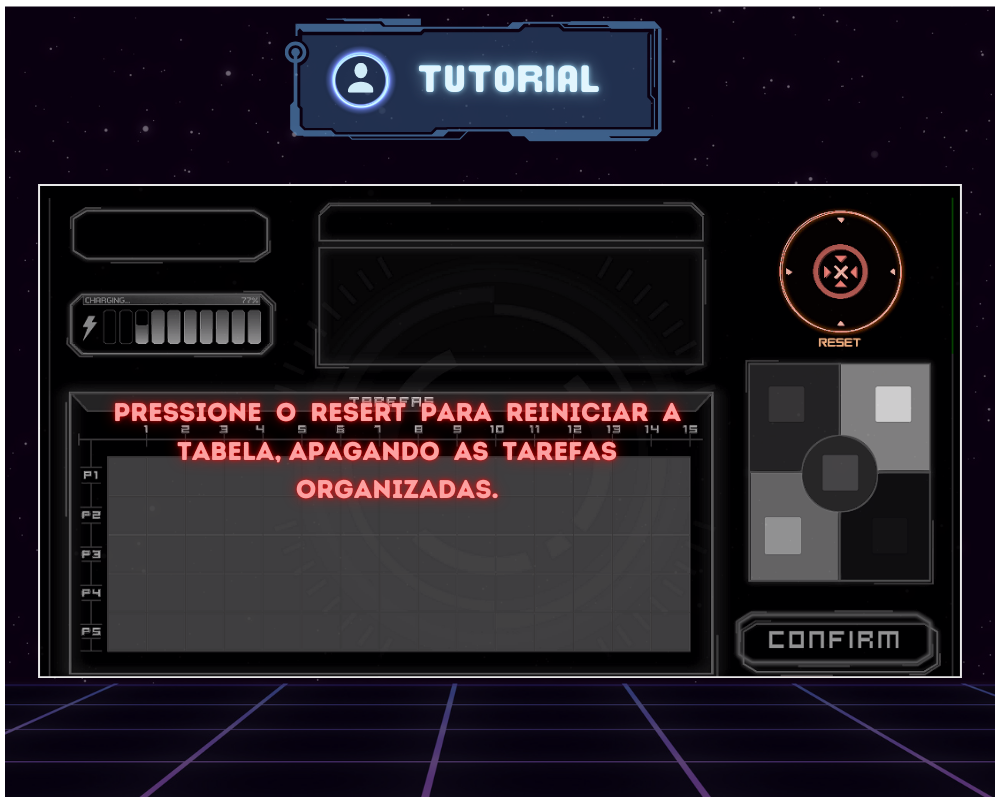 TUTORIAL
CHARGING... 77%
RESET
TAREFAS
PRESSIONE O RESERT PARA REINICIAR A
1 2 3 4 5 6 7 8 9 10 11 12 13 14 15
TABELA, APAGANDO AS TAREFAS
P1
ORGANIZADAS.
P2
P3
P4
P5
CONFIRM